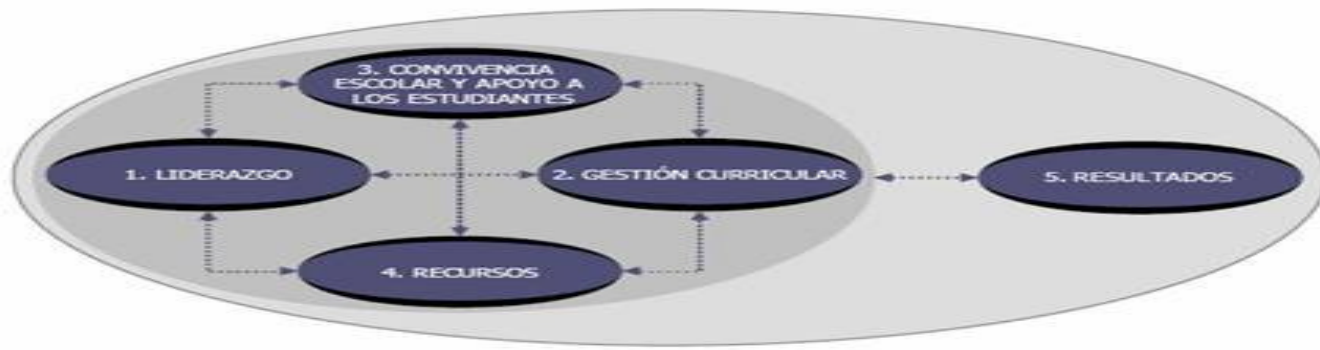 3. CONVIVENCIA
ESCOLAR Y APOYO A
LOS ESTUDIANTES
1. LIDERAZGO
2. GESTIÓN CURRICULAR
5. RESULTADOS
4. RECURSOS